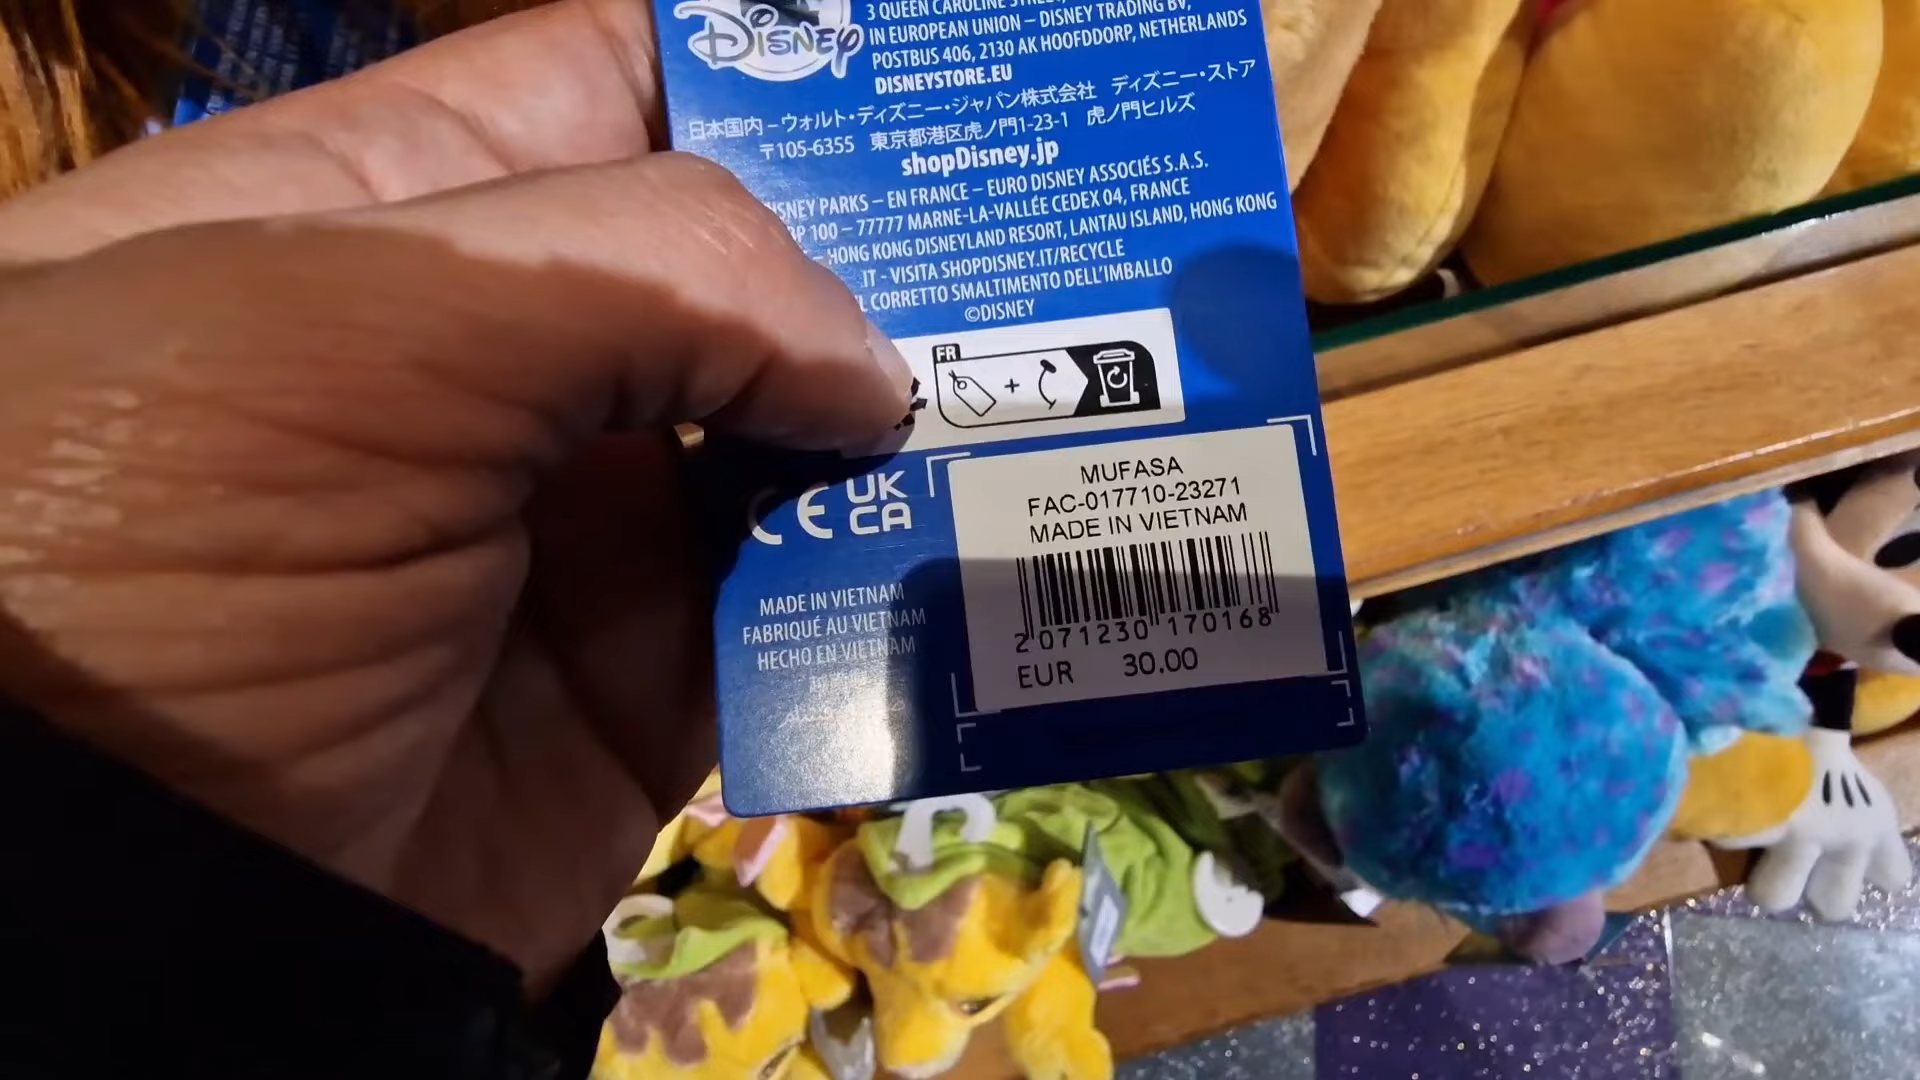 DISNEY
3 QUEEN CAROLINE
IN EUROPEAN UNION – DISNEY TRADING BV,
POSTBUS 406, 2130 AK HOOFDDORP, NETHERLANDS
DISNEYSTORE.EU
日本国内 – ウォルト・ディズニー・ジャパン株式会社 ディズニー・ストア
〒105-6355 東京都港区虎ノ門1-23-1 虎ノ門ヒルズ
shopDisney.jp
DISNEY PARKS – EN FRANCE – EURO DISNEY ASSOCIÉS S.A.S.
BP 100 – 77777 MARNE-LA-VALLÉE CEDEX 04, FRANCE
– HONG KONG DISNEYLAND RESORT, LANTAU ISLAND, HONG KONG
IT - VISITA SHOPDISNEY.IT/RECYCLE
CORRETTO SMALTIMENTO DELL'IMBALLO
©DISNEY
FR
+
CE
UK
CA
MUFASA
FAC-017710-23271
MADE IN VIETNAM
2 071230 170168
EUR 30.00
MADE IN VIETNAM
FABRIQUÉ AU VIETNAM
HECHO EN VIETNAM